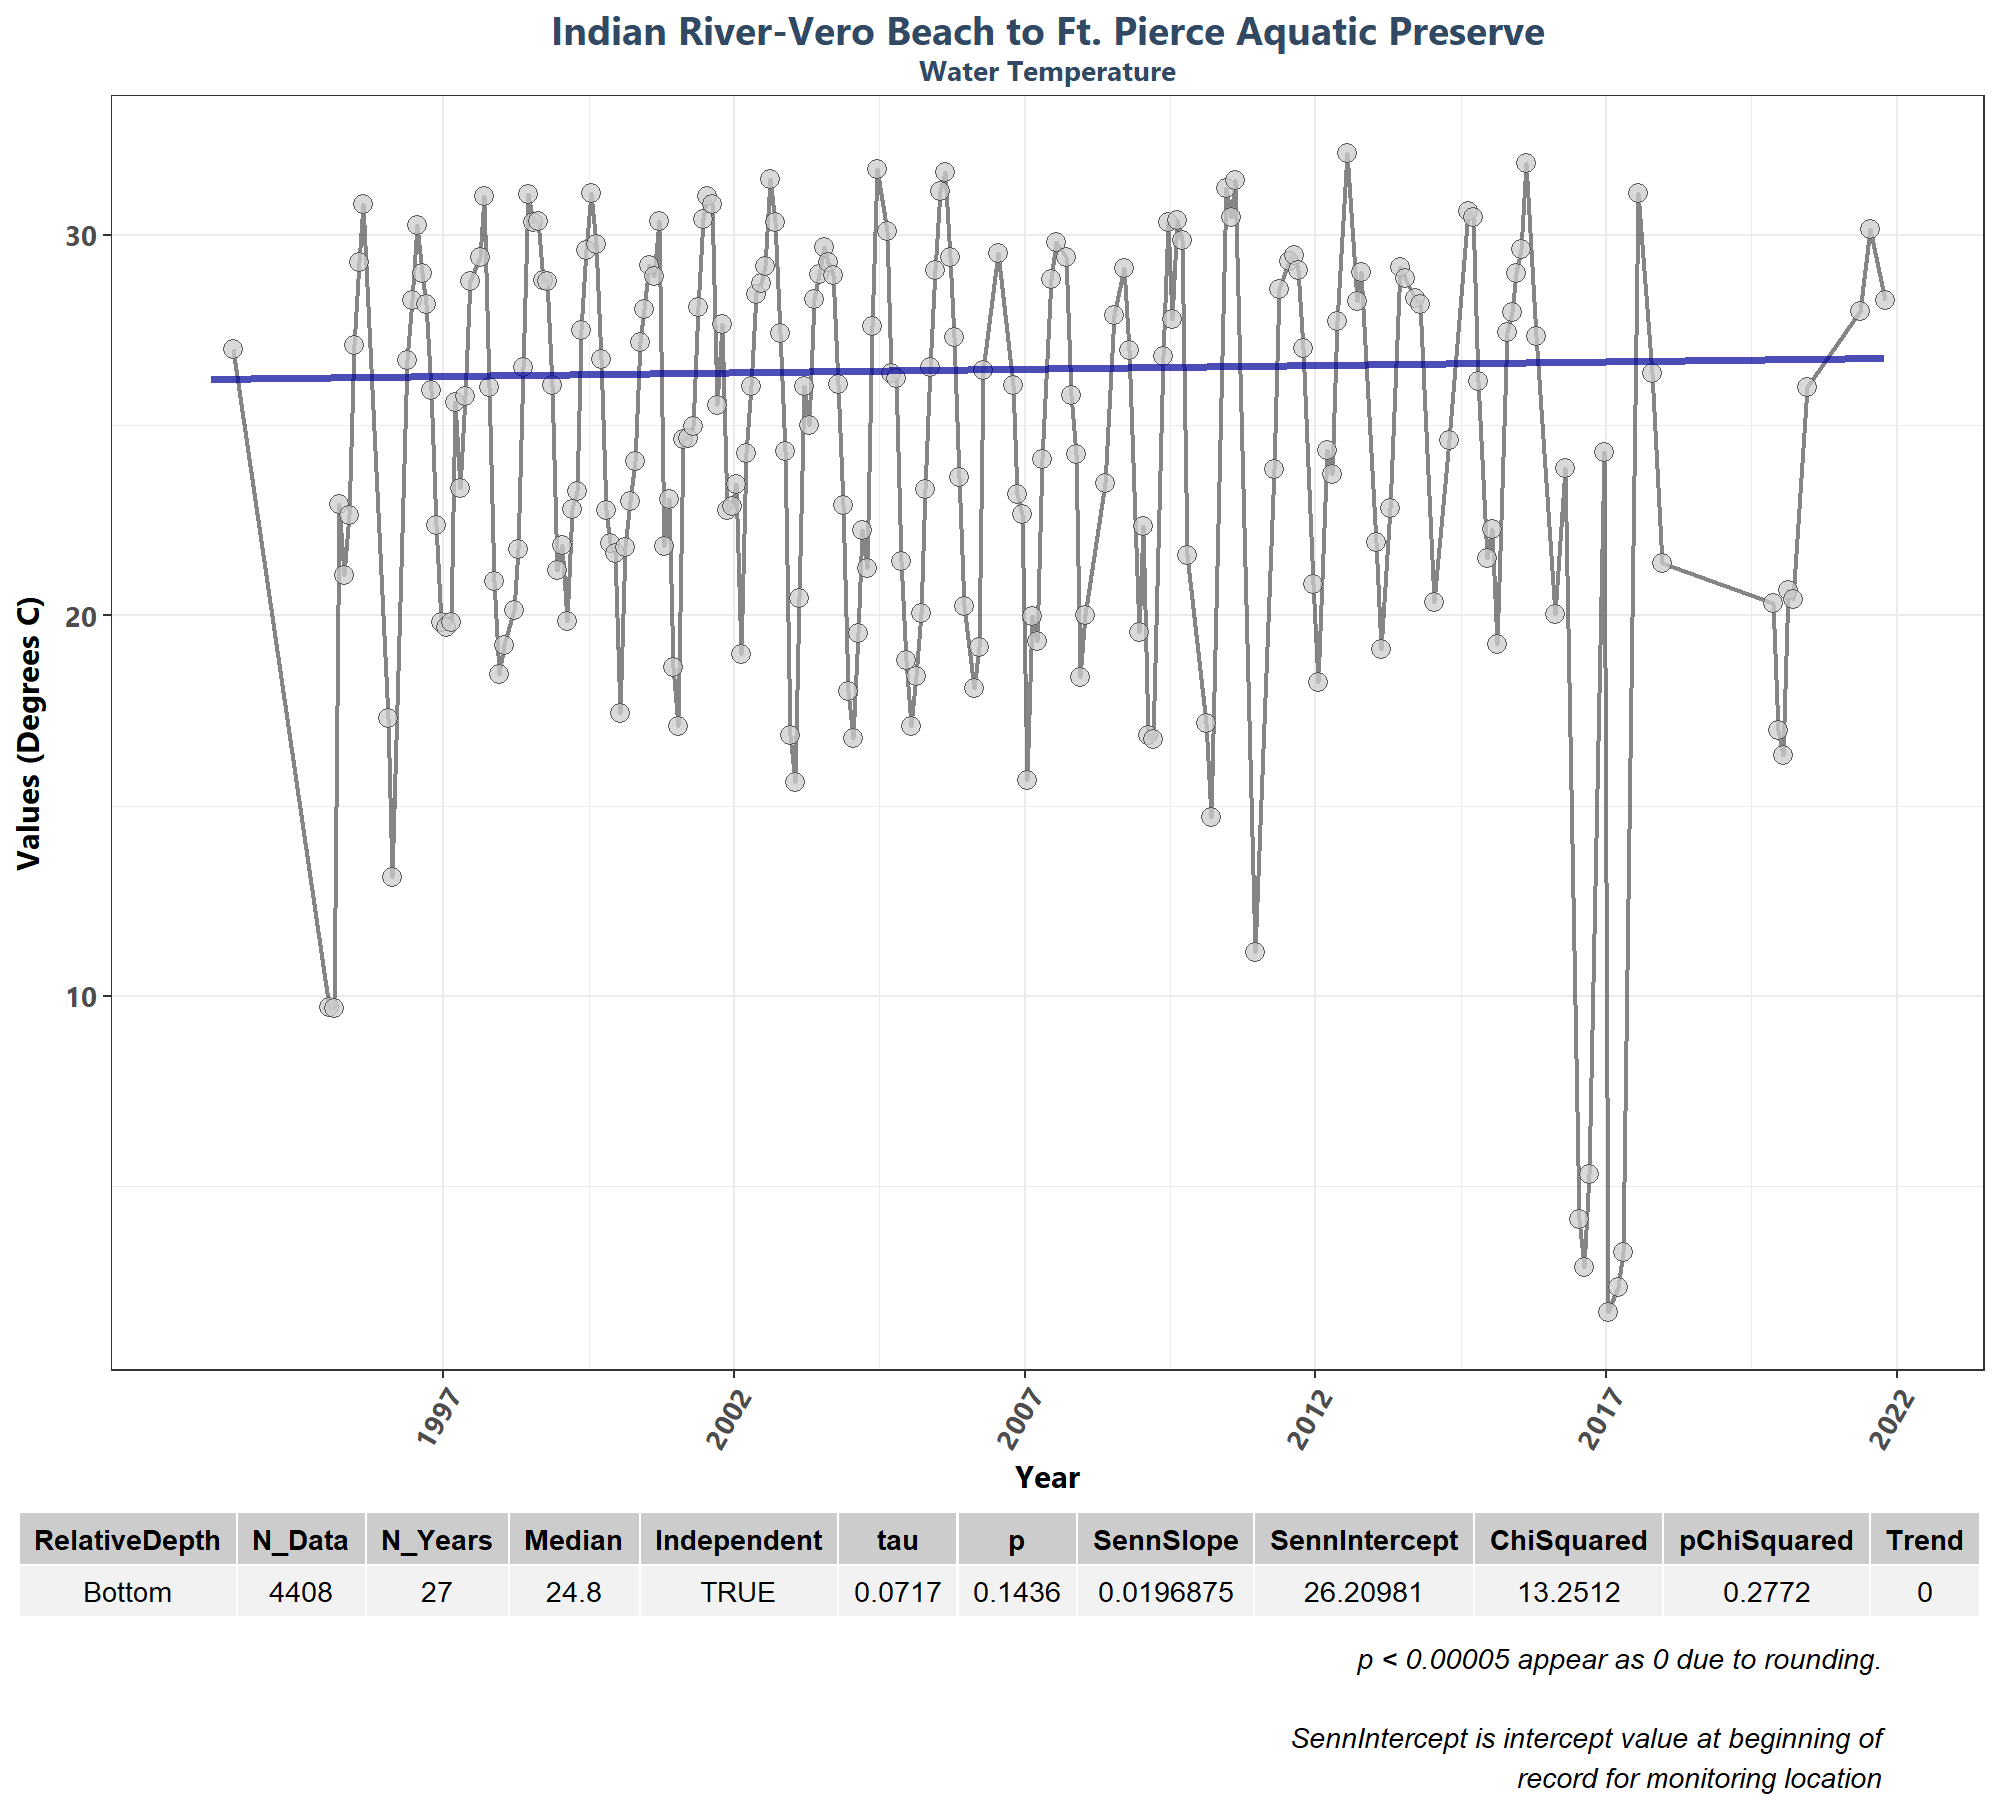 Indian River-Vero Beach to Ft. Pierce Aquatic Preserve
Water Temperature
Values (Degrees C)
30
20
10
1997
2002
2007
2012
2017
2022
Year
RelativeDepth N_Data N_Years Median Independent tau p SennSlope SennIntercept ChiSquared pChiSquared Trend
Bottom 4408 27 24.8 TRUE 0.0717 0.1436 0.0196875 26.20981 13.2512 0.2772 0
p < 0.00005 appear as 0 due to rounding.
SennIntercept is intercept value at beginning of
record for monitoring location